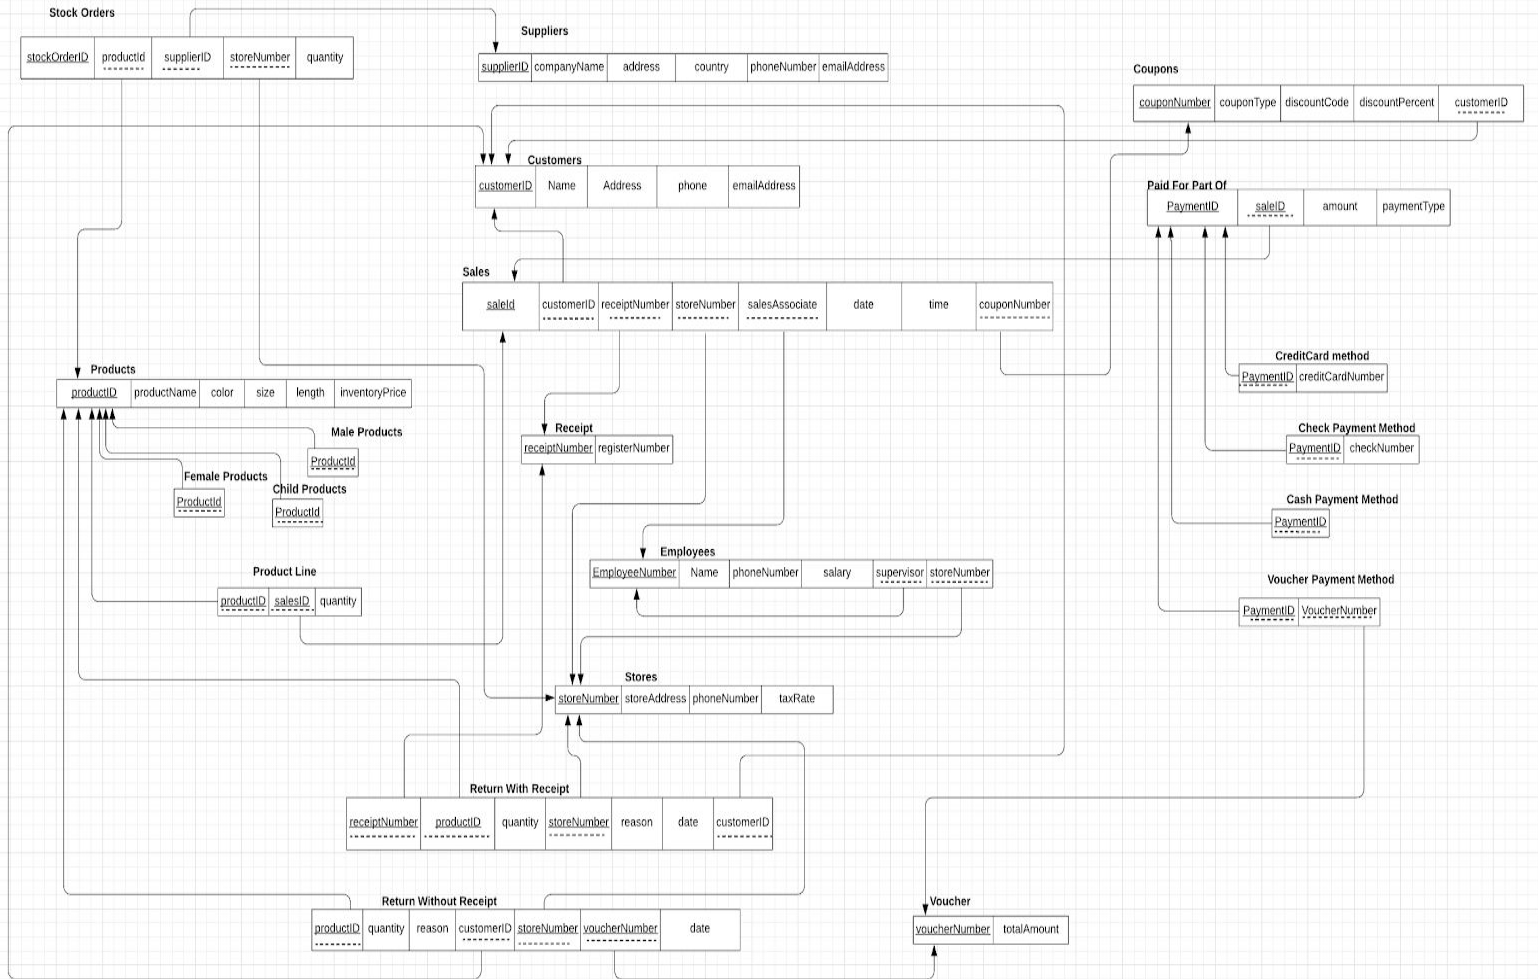 Stock Orders
stockOrderID productId supplierID storeNumber quantity
Suppliers
supplierID companyName address country phoneNumber emailAddress
Coupons
couponNumber couponType discountCode discountPercent customerID
Customers
customerID Name Address phone emailAddress
Paid For Part Of
PaymentID saleID amount paymentType
Sales
saleId customerID receiptNumber storeNumber salesAssociate date time couponNumber
CreditCard method
PaymentID creditCardNumber
Products
productID productName color size length inventoryPrice
Male Products
ProductId
Receipt
receiptNumber registerNumber
Check Payment Method
PaymentID checkNumber
Female Products
ProductId
Child Products
ProductId
Cash Payment Method
PaymentID
Employees
EmployeeNumber Name phoneNumber salary supervisor storeNumber
Product Line
productID salesID quantity
Voucher Payment Method
PaymentID VoucherNumber
Stores
storeNumber storeAddress phoneNumber taxRate
Return With Receipt
receiptNumber productID quantity storeNumber reason date customerID
Return Without Receipt
productID quantity reason customerID storeNumber voucherNumber date
Voucher
voucherNumber totalAmount